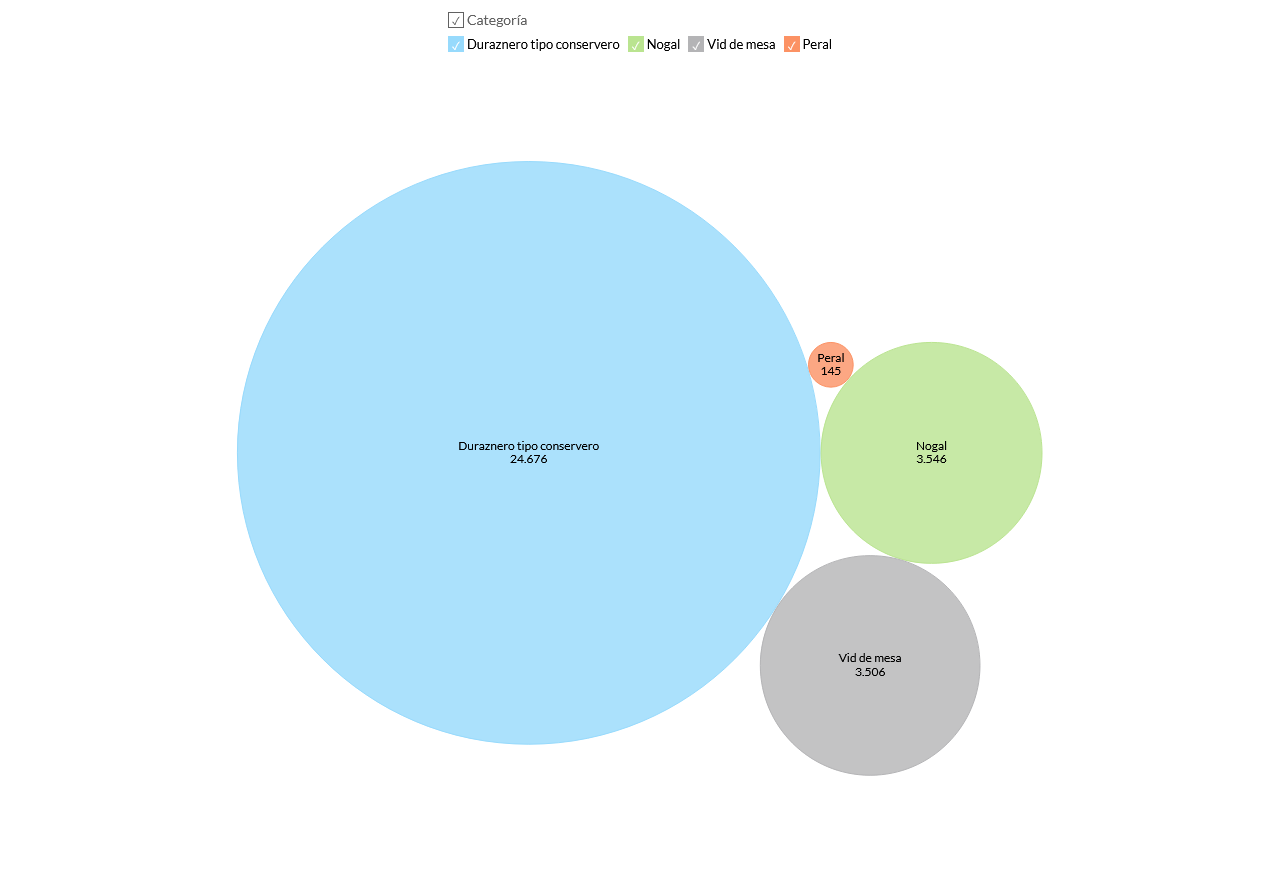 Categoría
Duraznero tipo conservero Nogal Vid de mesa Peral
Peral
145
Duraznero tipo conservero
24.676
Nogal
3.546
Vid de mesa
3.506